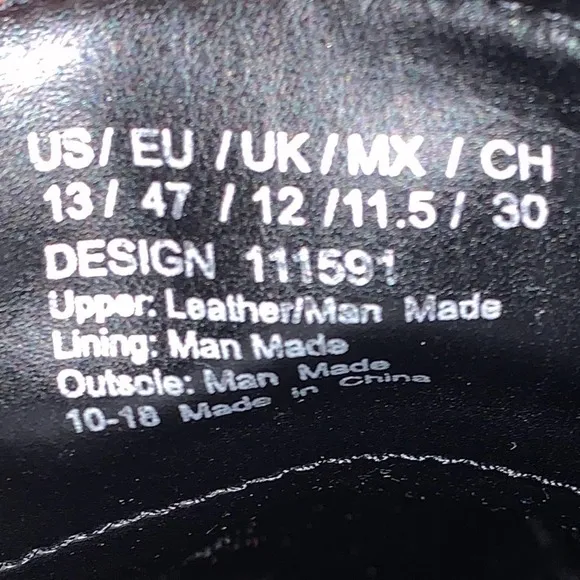 US/ EU /UK/MX / CH
13/ 47 / 12 /11.5/ 30
DESIGN 111591
Upper: Leather/Man Made
Lining: Man Made
Outsole: Man Made
10-18 Made in China